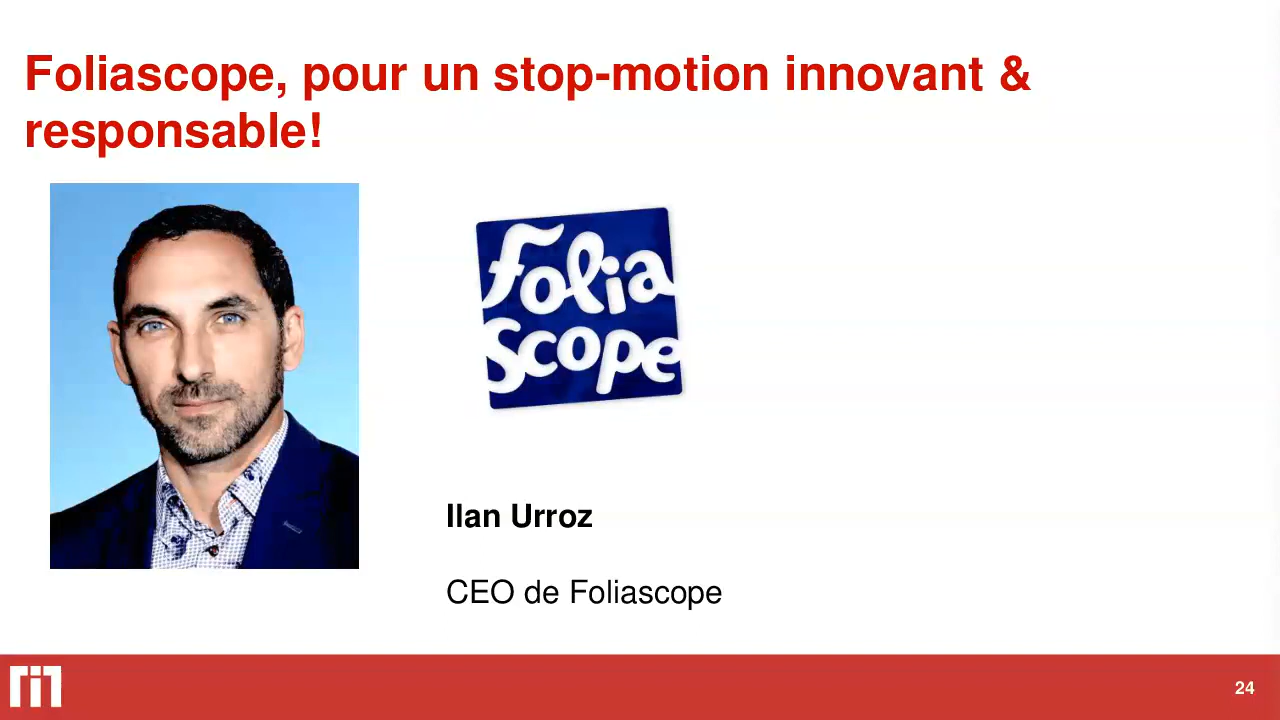 Foliascope, pour un stop-motion innovant &
responsable!
Folia
Scope
Ilan Urroz
CEO de Foliascope
24